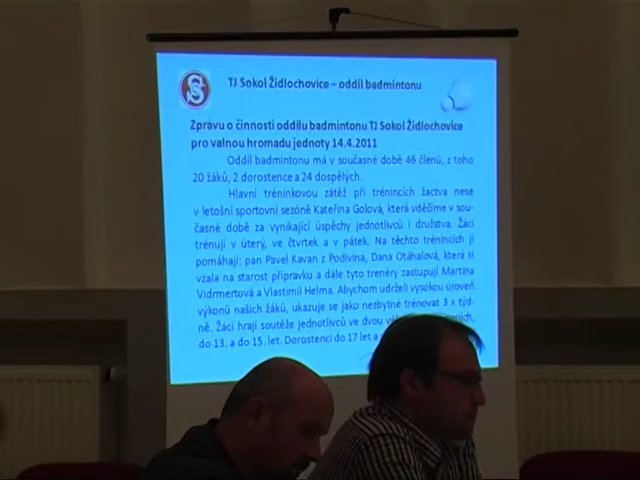 TJ Sokol Židlochovice – oddíl badmintonu
Zprávu o činnosti oddílu badmintonu TJ Sokol Židlochovice
pro valnou hromadu jednoty 14.4.2011
Oddíl badmintonu má v současné době 46 členů, z toho
20 žáků, 2 dorostence a 24 dospělých.
Hlavní tréninkovou zátěž při trénincích žactva nese
v letošní sportovní sezóně Kateřina Golová, která vděčíme v sou-
časné době za vynikající úspěchy jednotlivců i družstva. Žáci
trénují v úterý, ve čtvrtek a v pátek. Na těchto trénincích jí
pomáhají: pan Pavel Kavan z Podivína, Dana Otáhalová, která si
vzala na starost přípravku a dále tyto trenéry zastupují Martina
Vidrmertová a Vlastimil Helma. Abychom udrželi vysokou úroveň
výkonů našich žáků, ukazuje se jako nezbytné trénovat 3 x týd-
ně. Žáci hrají soutěže jednotlivců ve dvou
do 13. a do 15. let. Dorostenci do 17 let a